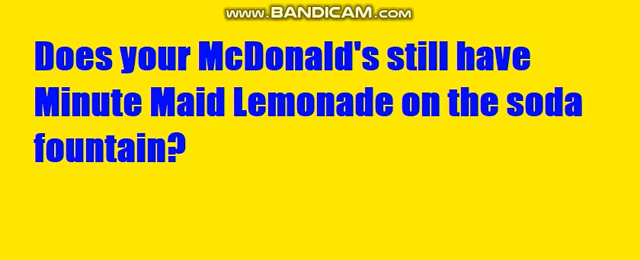 www.BANDICAM.com
Does your McDonald's still have
Minute Maid Lemonade on the soda
fountain?